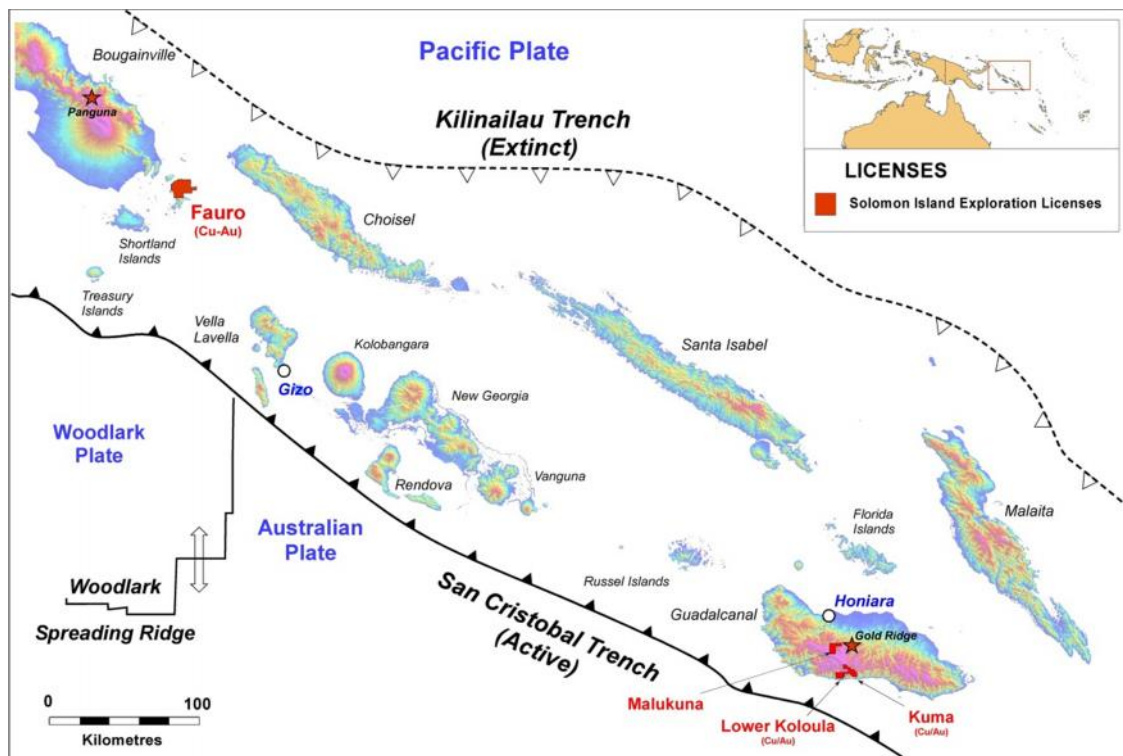 Bougainville
Panguna
Pacific Plate
Kilinailau Trench
(Extinct)
LICENSES
Solomon Island Exploration Licenses
Fauro
(Cu-Au)
Shortland
Islands
Choisel
Treasury
Islands
Vella
Lavella
Kolobangara
Gizo
New Georgia
Santa Isabel
Woodlark
Plate
Rendova
Vanguna
Australian
Plate
Malaita
Florida
Islands
Russel Islands
Woodlark
Spreading Ridge
San Cristobal Trench
(Active)
Guadalcanal
Honiara
Gold Ridge
Malukuna
Lower Koloula
(Cu/Au)
Kuma
(Cu/Au)
0 100
Kilometres